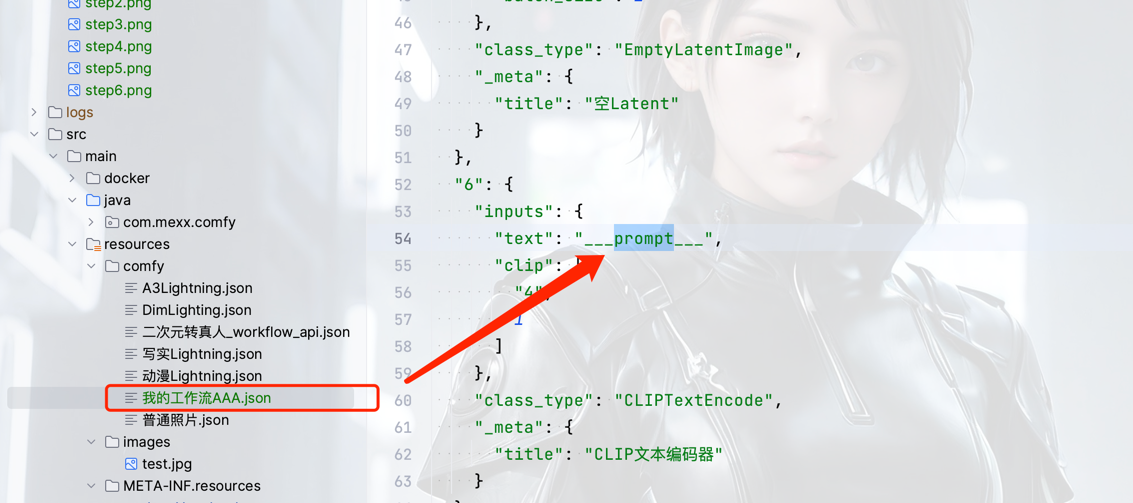 step2.png
step3.png
step4.png
step5.png
step6.png
logs
src
main
docker
java
com.mexx.comfy
resources
comfy
A3Lightning.json
DimLighting.json
二次元转真人_workflow_api.json
写实Lightning.json
动漫Lightning.json
我的工作流AAA.json
普通照片.json
images
test.jpg
META-INF.resources
46 },
47 "class_type": "EmptyLatentImage",
48 "_meta": {
49 "title": "空Latent"
50 }
51 },
52 "6": {
53 "inputs": {
54 "text": "___prompt___",
55 "clip": [
56 "4",
57 1
58 ]
59 },
60 "class_type": "CLIPTextEncode",
61 "_meta": {
62 "title": "CLIP文本编码器"
63 }